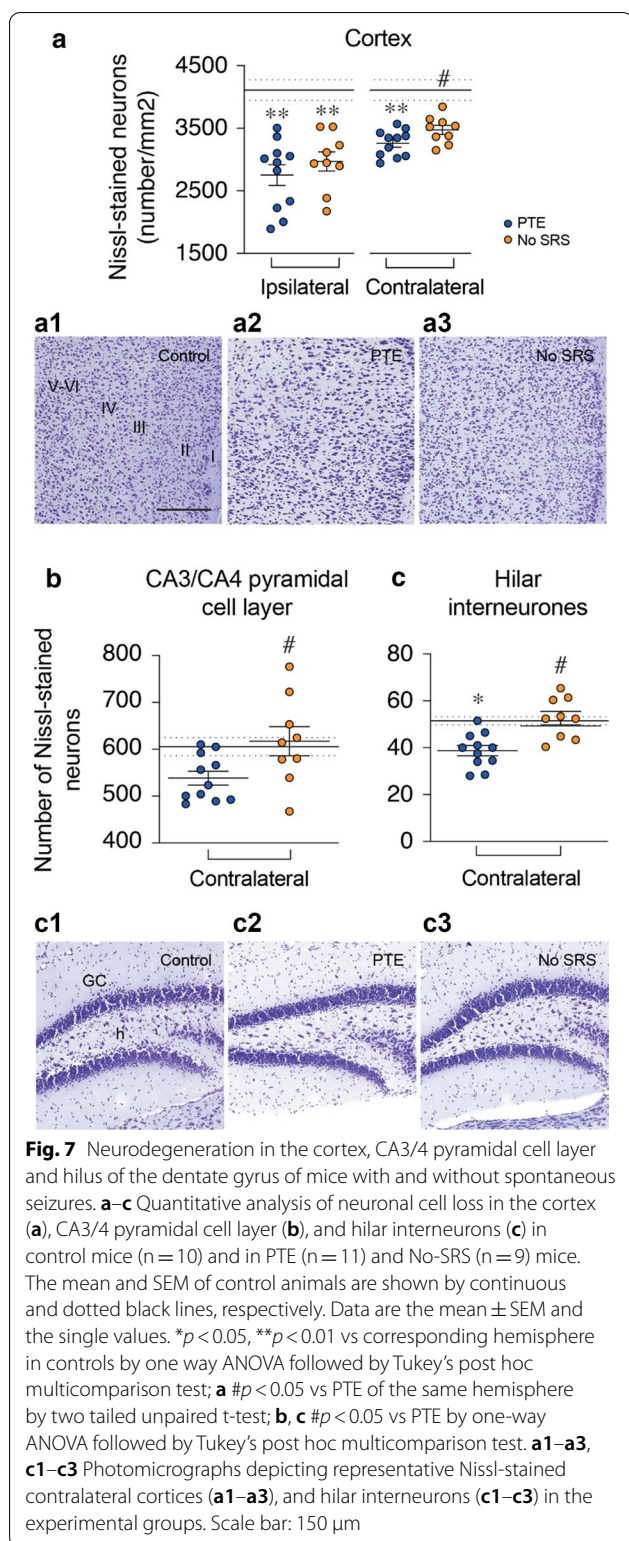 a
Cortex
4500
3500
2500
1500
Nissl-stained neurons
(number/mm2)
** ** ** #
PTE
No SRS
Ipsilateral Contralateral
a1 a2 a3
Control PTE No SRS
V-VI
IV
III
II
I
b CA3/CA4 pyramidal
cell layer
800
700
600
500
400
Number of Nissl-stained
neurons
#
Contralateral
c Hilar
interneurones
80
60
40
20
0
* #
Contralateral
c1 c2 c3
Control PTE No SRS
GC
h
Fig. 7 Neurodegeneration in the cortex, CA3/4 pyramidal cell layer
and hilus of the dentate gyrus of mice with and without spontaneous
seizures. a–c Quantitative analysis of neuronal cell loss in the cortex
(a), CA3/4 pyramidal cell layer (b), and hilar interneurons (c) in
control mice (n = 10) and in PTE (n = 11) and No-SRS (n = 9) mice.
The mean and SEM of control animals are shown by continuous
and dotted black lines, respectively. Data are the mean ± SEM and
the single values. *p < 0.05, **p < 0.01 vs corresponding hemisphere
in controls by one way ANOVA followed by Tukey's post hoc
multicomparison test; a #p < 0.05 vs PTE of the same hemisphere
by two tailed unpaired t-test; b, c #p < 0.05 vs PTE by one-way
ANOVA followed by Tukey's post hoc multicomparison test. a1–a3,
c1–c3 Photomicrographs depicting representative Nissl-stained
contralateral cortices (a1–a3), and hilar interneurons (c1–c3) in the
experimental groups. Scale bar: 150 μm